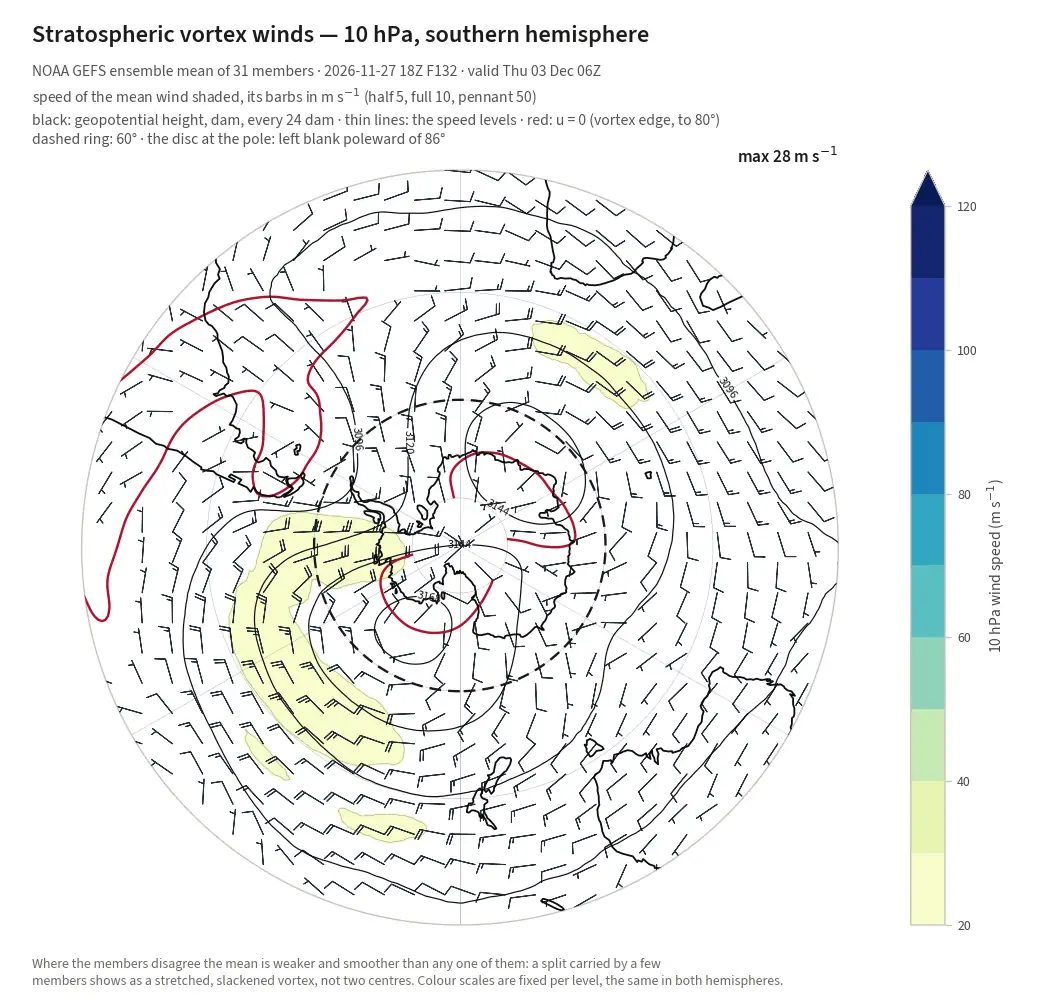 Stratospheric vortex winds — 10 hPa, southern hemisphere
NOAA GEFS ensemble mean of 31 members · 2026-11-27 18Z F132 · valid Thu 03 Dec 06Z
speed of the mean wind shaded, its barbs in m s⁻¹ (half 5, full 10, pennant 50)
black: geopotential height, dam, every 24 dam · thin lines: the speed levels · red: u = 0 (vortex edge, to 80°)
dashed ring: 60° · the disc at the pole: left blank poleward of 86°
max 28 m s⁻¹
120
100
80
60
40
20
10 hPa wind speed (m s⁻¹)
3096
3096
3120
3144
3144
Where the members disagree the mean is weaker and smoother than any one of them: a split carried by a few
members shows as a stretched, slackened vortex, not two centres. Colour scales are fixed per level, the same in both hemispheres.